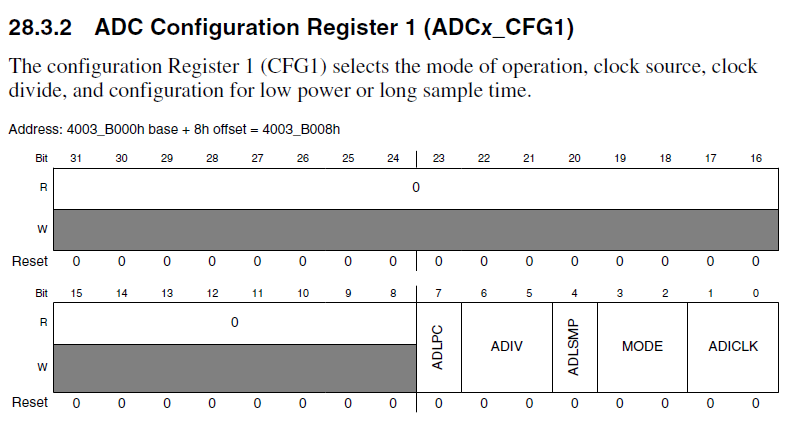 28.3.2 ADC Configuration Register 1 (ADCx_CFG1)
The configuration Register 1 (CFG1) selects the mode of operation, clock source, clock
divide, and configuration for low power or long sample time.
Address: 4003_B000h base + 8h offset = 4003_B008h
Bit 31 30 29 28 27 26 25 24 23 22 21 20 19 18 17 16
R 0
W
Reset 0 0 0 0 0 0 0 0 0 0 0 0 0 0 0 0
Bit 15 14 13 12 11 10 9 8 7 6 5 4 3 2 1 0
R 0 ADLPC ADIV ADLSMP MODE ADICLK
W
Reset 0 0 0 0 0 0 0 0 0 0 0 0 0 0 0 0